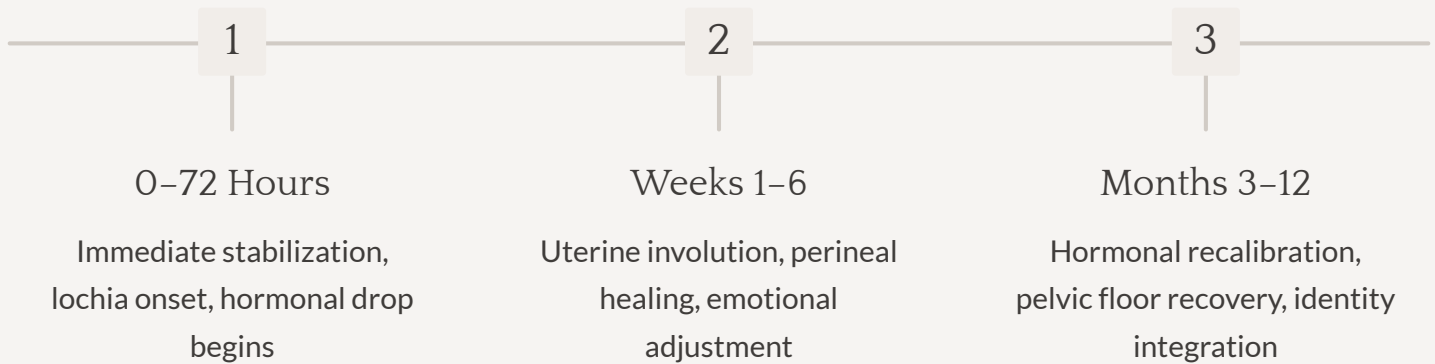 1
2
3
0–72 Hours
Immediate stabilization,
lochia onset, hormonal drop
begins
Weeks 1–6
Uterine involution, perineal
healing, emotional
adjustment
Months 3–12
Hormonal recalibration,
pelvic floor recovery, identity
integration